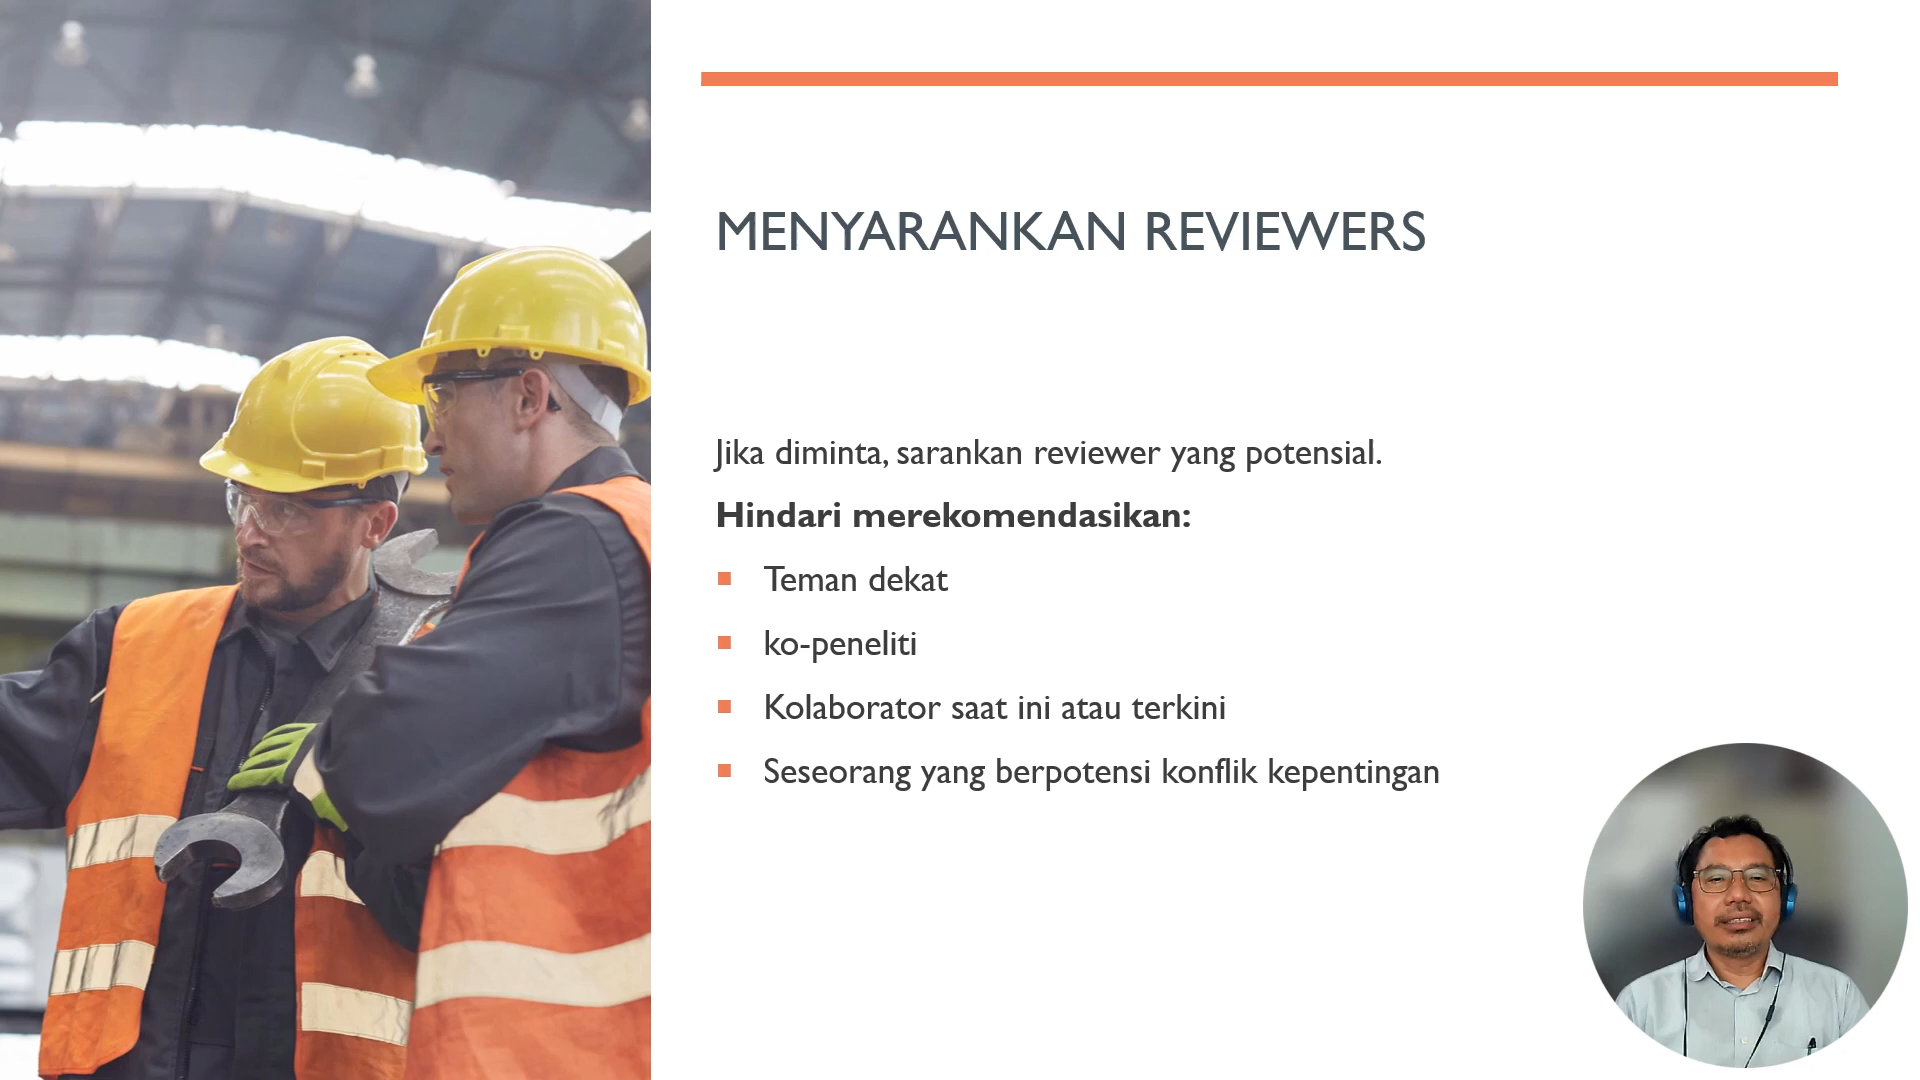 MENYARANKAN REVIEWERS
Jika diminta, sarankan reviewer yang potensial.
Hindari merekomendasikan:
Teman dekat
ko-peneliti
Kolaborator saat ini atau terkini
Seseorang yang berpotensi konflik kepentingan